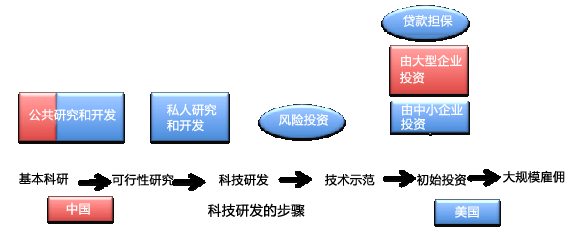 贷款担保
由大型企业
投资
由中小企业
投资
公共研究和开发
私人研究
和开发
风险投资
基本科研
可行性研究
科技研发
技术示范
初始投资
大规模雇佣
中国
科技研发的步骤
美国